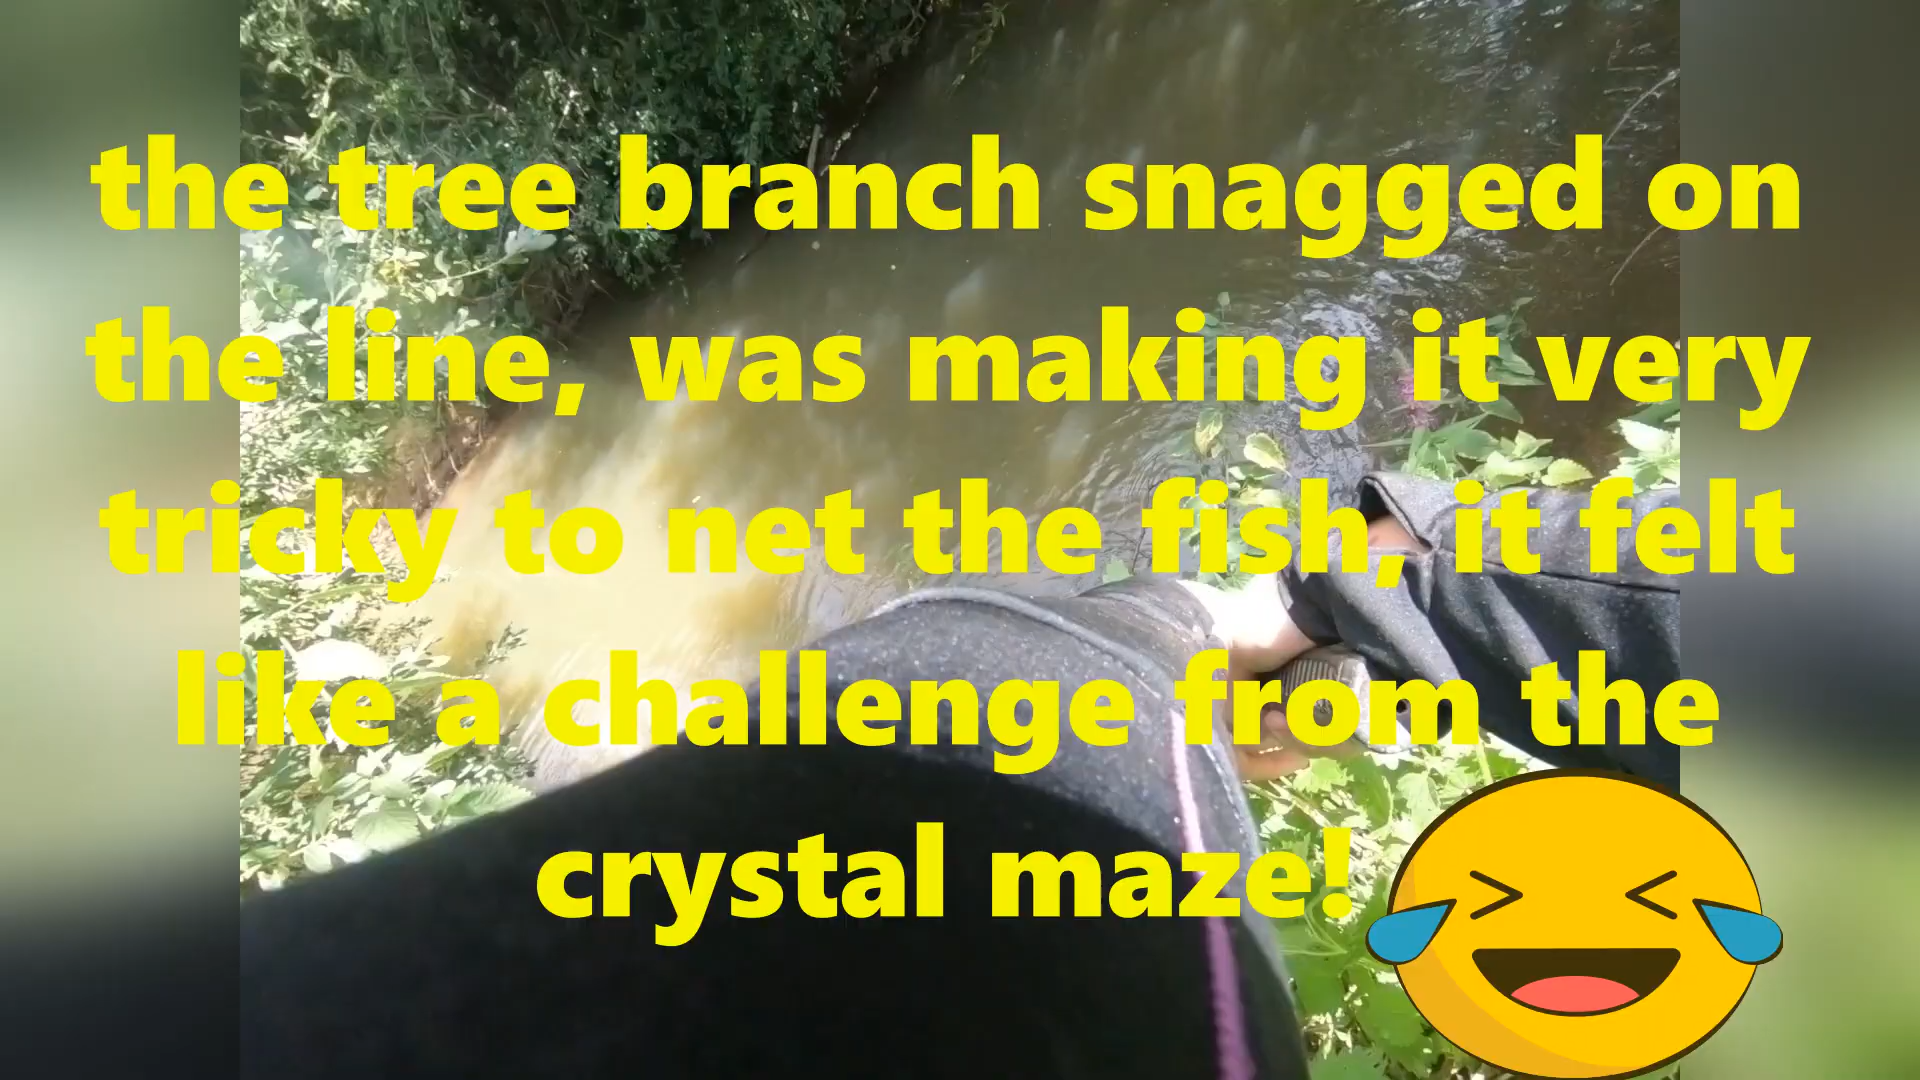 the tree branch snagged on
the line, was making it very
tricky to net the fish, it felt
like a challenge from the
crystal maze!